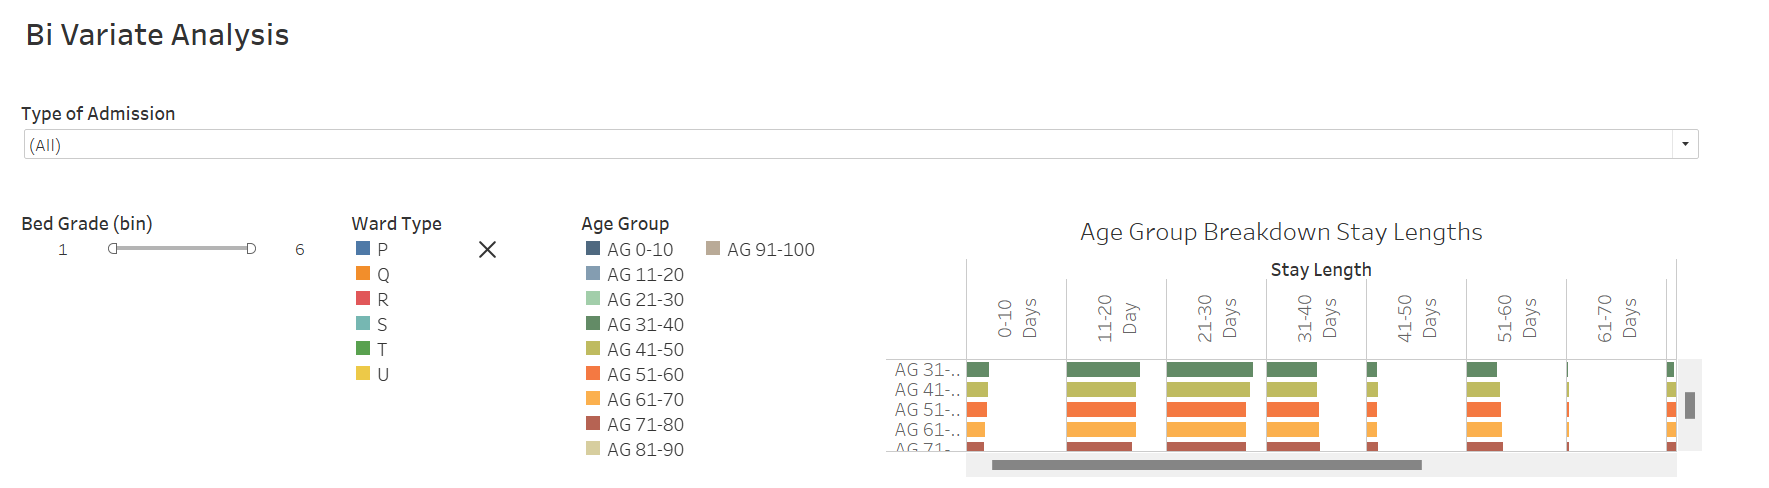 Bi Variate Analysis
Type of Admission
(All)
Bed Grade (bin)
1
6
Ward Type
P
Q
R
S
T
U
Age Group
AG 0-10
AG 11-20
AG 21-30
AG 31-40
AG 41-50
AG 51-60
AG 61-70
AG 71-80
AG 81-90
AG 91-100
Age Group Breakdown Stay Lengths
Stay Length
0-10
Days
11-20
Day
21-30
Days
31-40
Days
41-50
Days
51-60
Days
61-70
Days
AG 31-..
AG 41-..
AG 51-..
AG 61-..
AG 71-